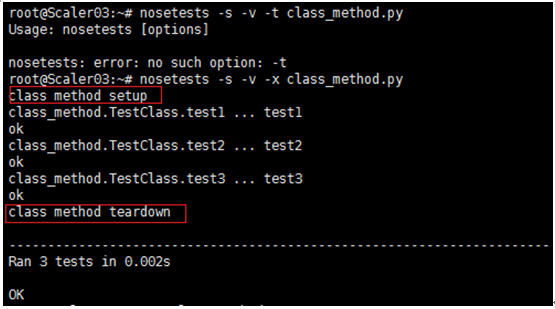 root@Scaler03:~# nosetests -s -v -t class_method.py
Usage: nosetests [options]
nosetests: error: no such option: -t
root@Scaler03:~# nosetests -s -v -x class_method.py
class method setup
class_method.TestClass.test1 ... test1
ok
class_method.TestClass.test2 ... test2
ok
class_method.TestClass.test3 ... test3
ok
class method teardown
----------------------------------------------------------------------
Ran 3 tests in 0.002s
OK